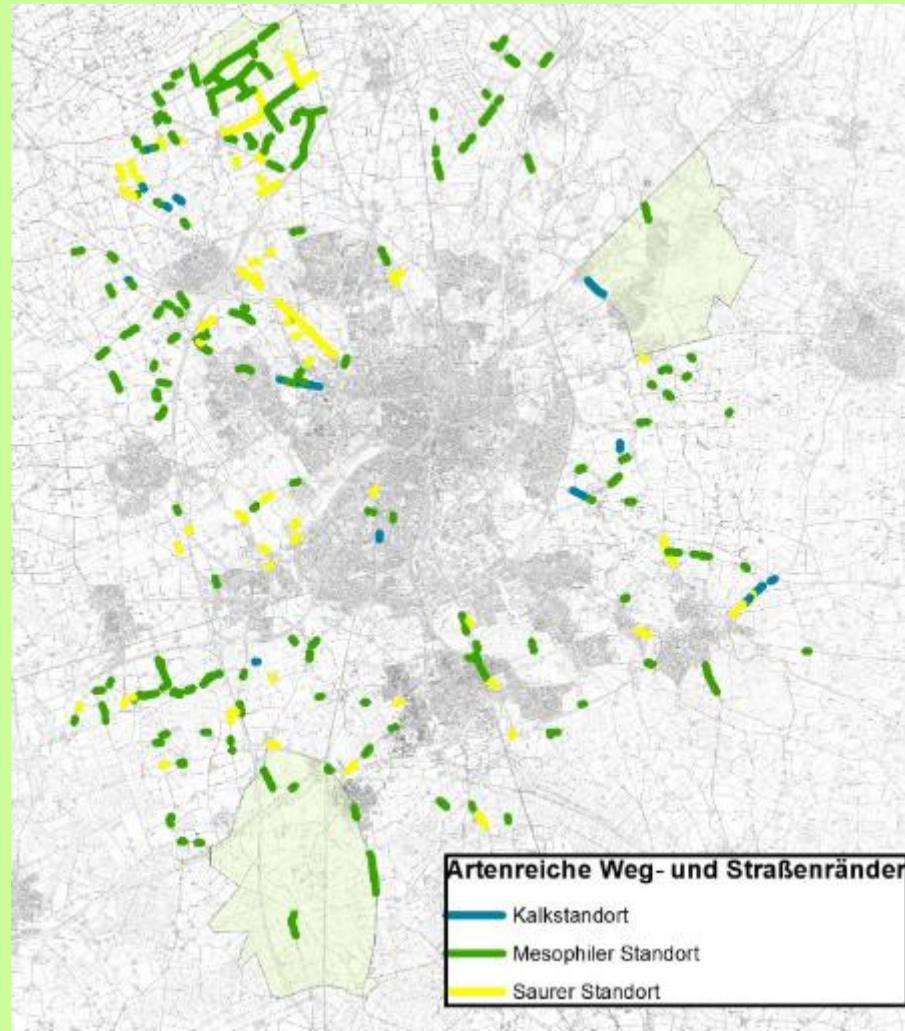 Artenreiche Weg- und Straßenränder
Kalkstandort
Mesophiler Standort
Saurer Standort